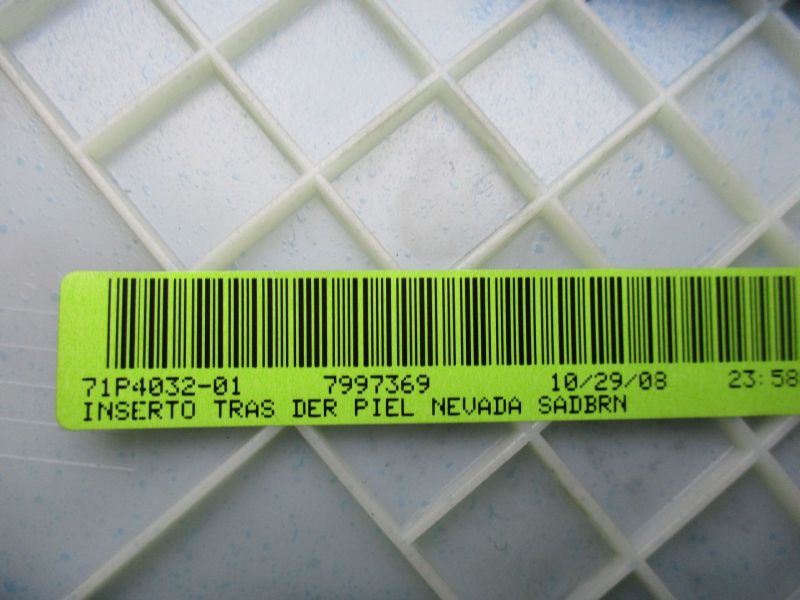 71P4032-01 7997369 10/29/08 23:58
INSERTO TRAS DER PIEL NEVADA SADBRN